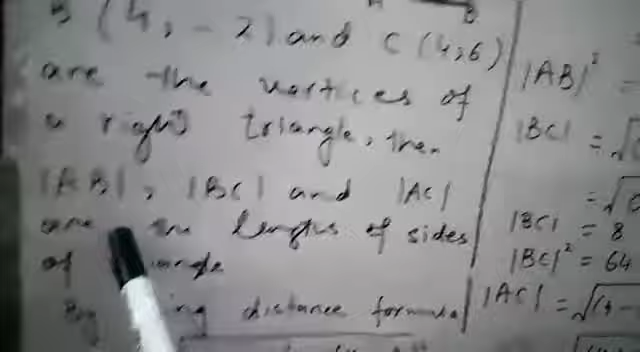 B (4, -2) and C (4,6)
are the vertices of
a right triangle, then
|AB|, |BC| and |AC|
are the lengths of sides
of
distance formula
A
B
|AB|²
|BC| = √
= √
|BC| = 8
|BC|² = 64
|AC| = √(4-